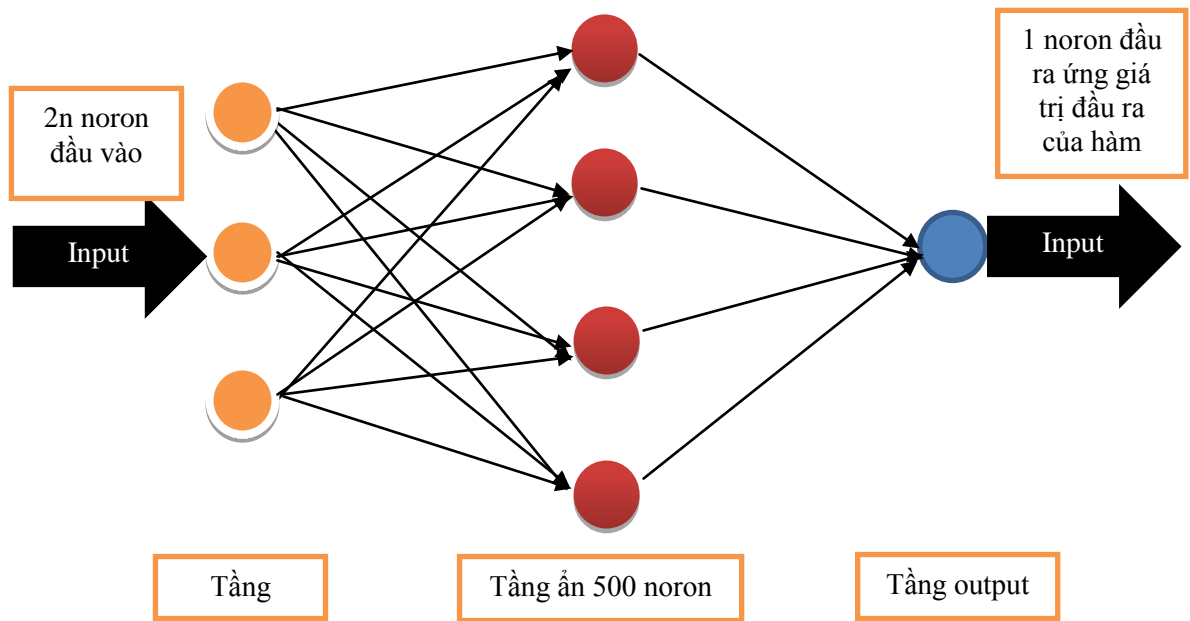 2n noron
đầu vào
Input
1 noron đầu
ra ứng giá
trị đầu ra
của hàm
Input
Tầng
Tầng ẩn 500 noron
Tầng output